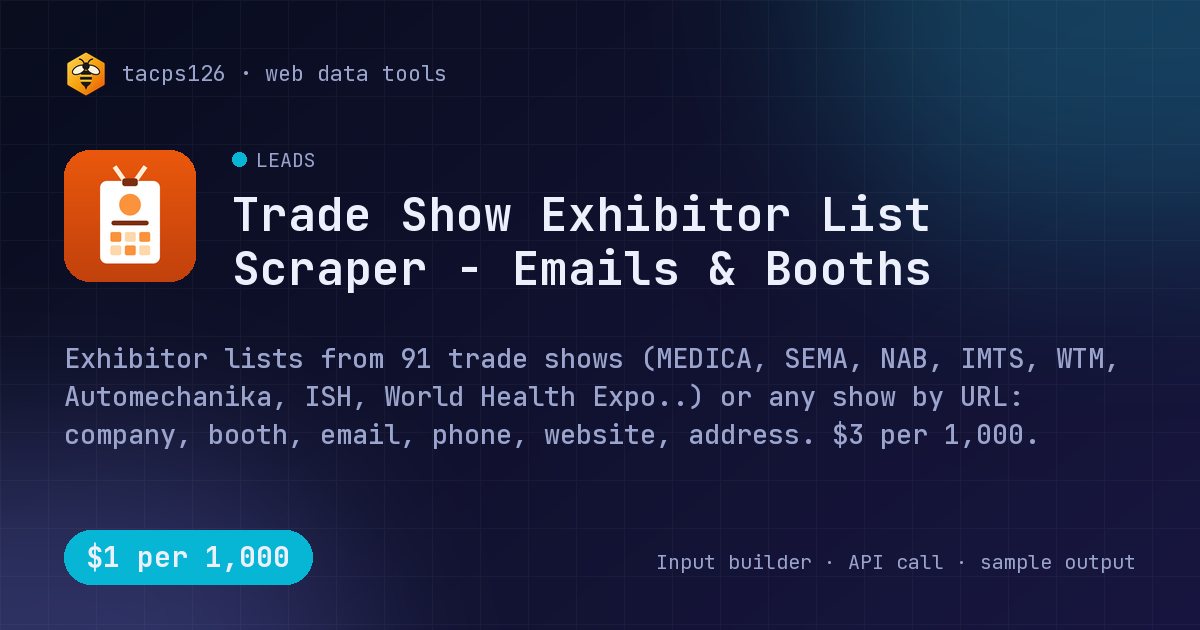 tacps126 · web data tools
LEADS
Trade Show Exhibitor List
Scraper - Emails & Booths
Exhibitor lists from 91 trade shows (MEDICA, SEMA, NAB, IMTS, WTM,
Automechanika, ISH, World Health Expo..) or any show by URL:
company, booth, email, phone, website, address. $3 per 1,000.
$1 per 1,000
Input builder · API call · sample output